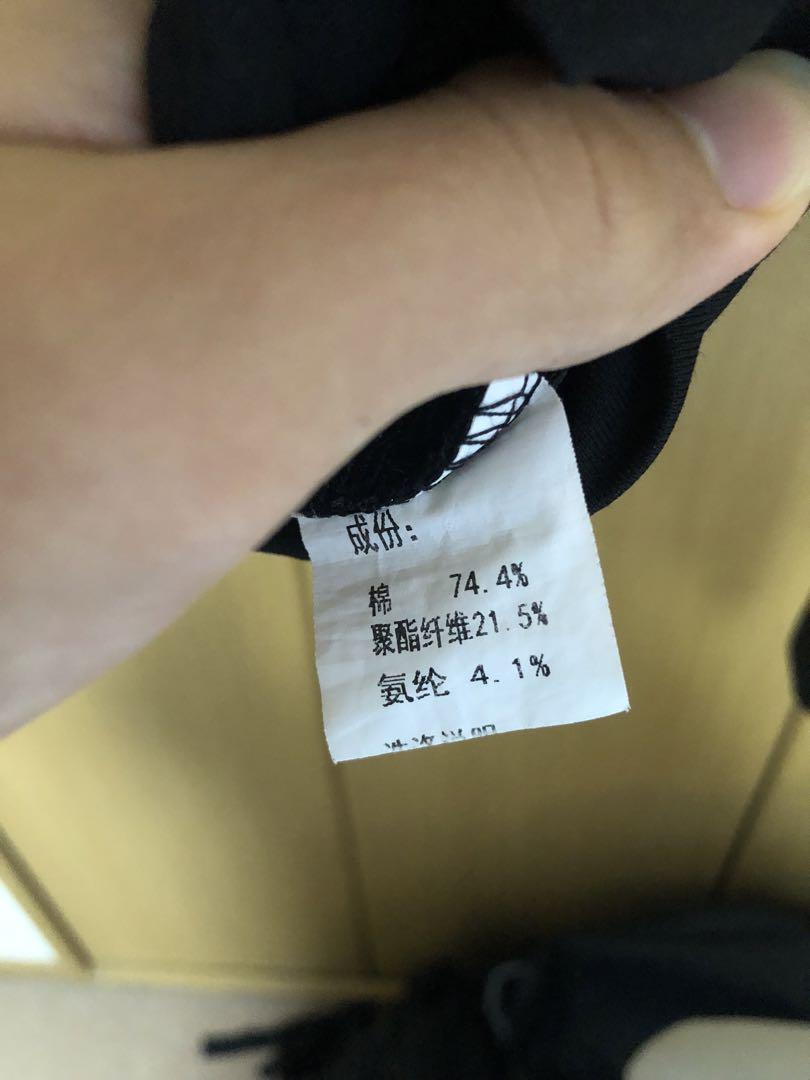 成份：
棉 74.4%
聚酯纤维21.5%
氨纶 4.1%